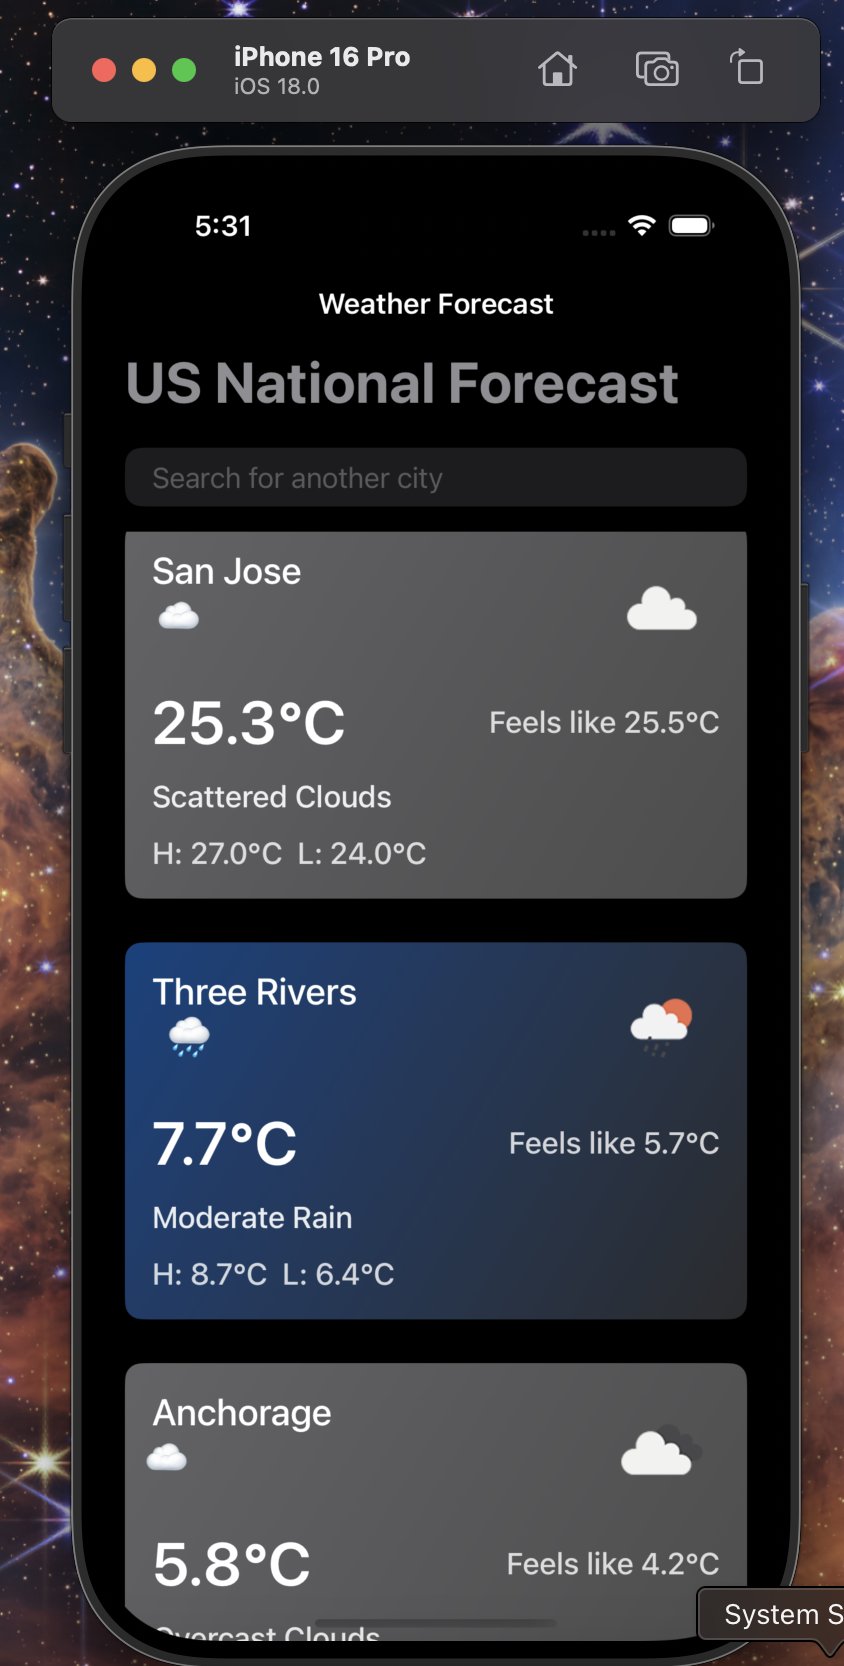 iPhone 16 Pro
iOS 18.0
5:31
Weather Forecast
US National Forecast
Search for another city
San Jose
25.3°C
Feels like 25.5°C
Scattered Clouds
H: 27.0°C L: 24.0°C
Three Rivers
7.7°C
Feels like 5.7°C
Moderate Rain
H: 8.7°C L: 6.4°C
Anchorage
5.8°C
Feels like 4.2°C
Overcast Clouds
System S